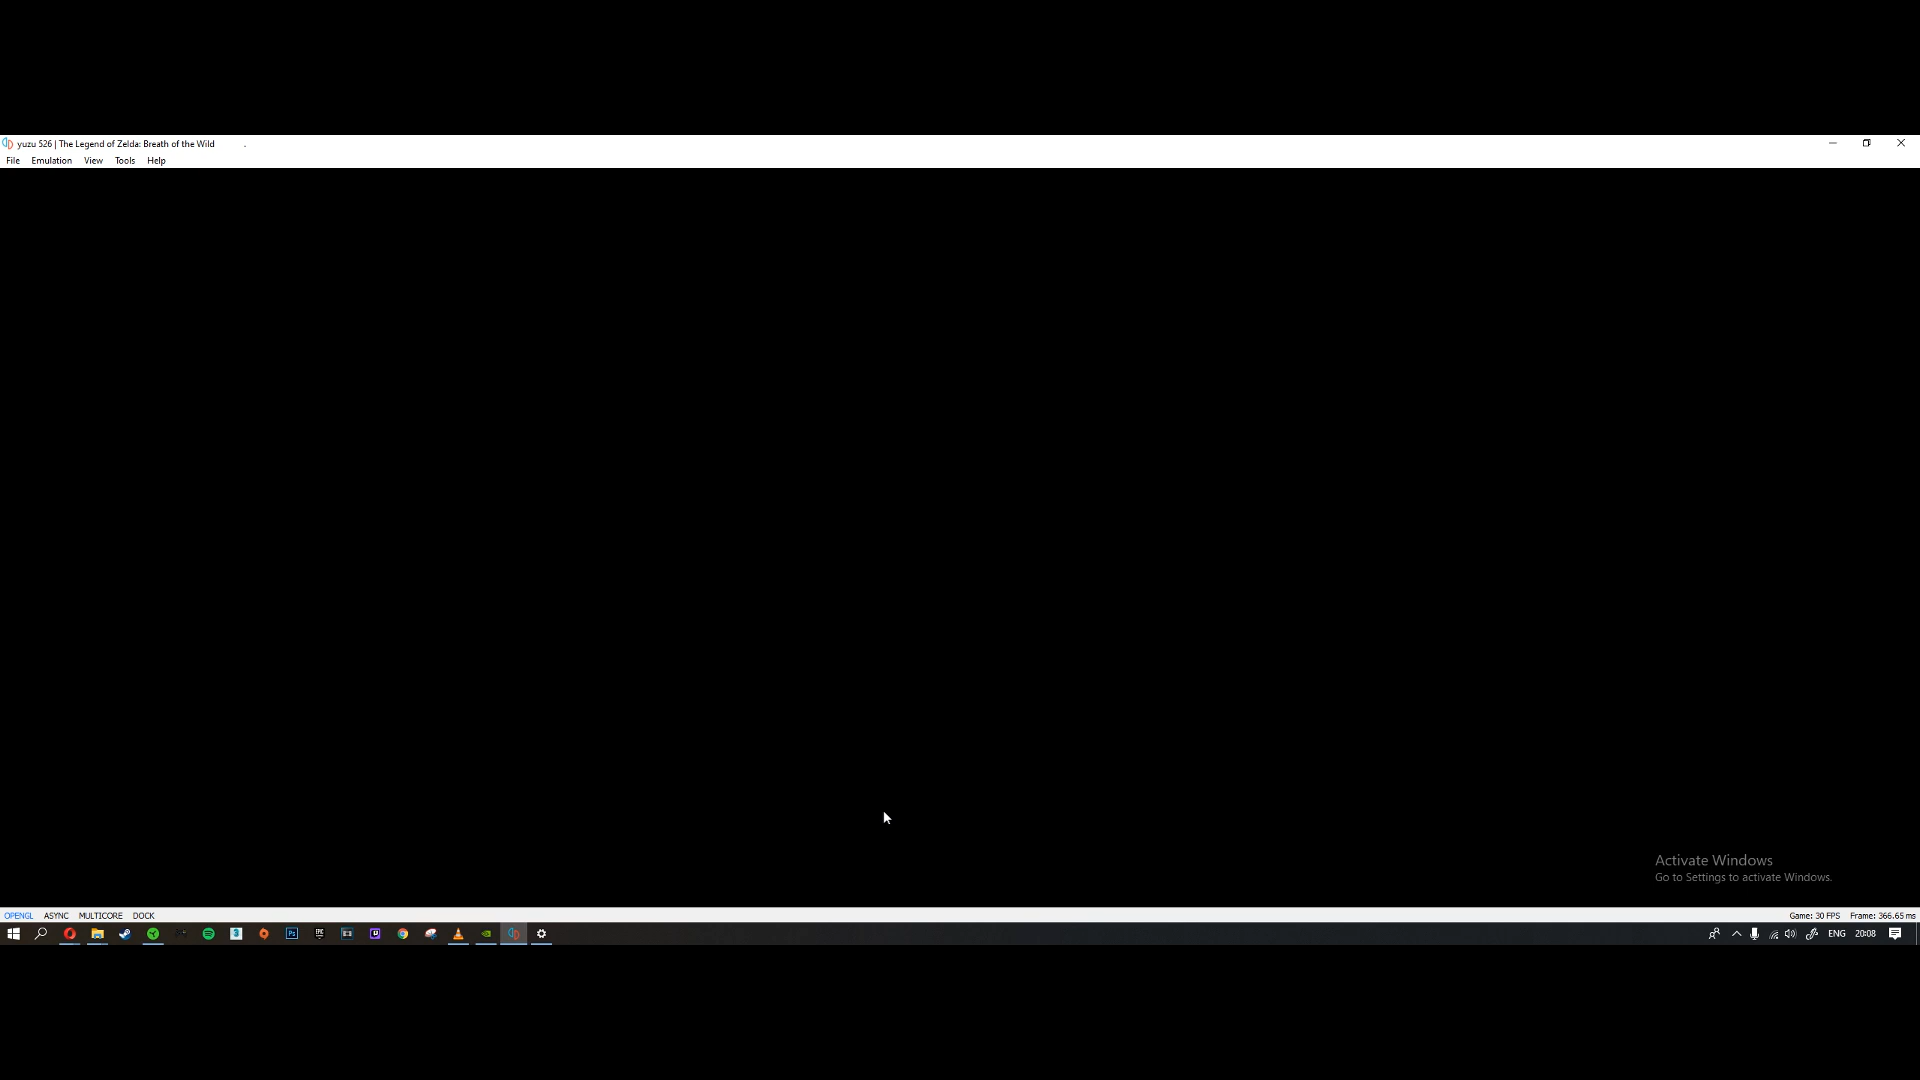 yuzu 526 | The Legend of Zelda: Breath of the Wild
File Emulation View Tools Help
Activate Windows
Go to Settings to activate Windows.
OPENGL ASYNC MULTICORE DOCK Game: 30 FPS Frame: 366.65 ms
ENG 20:08